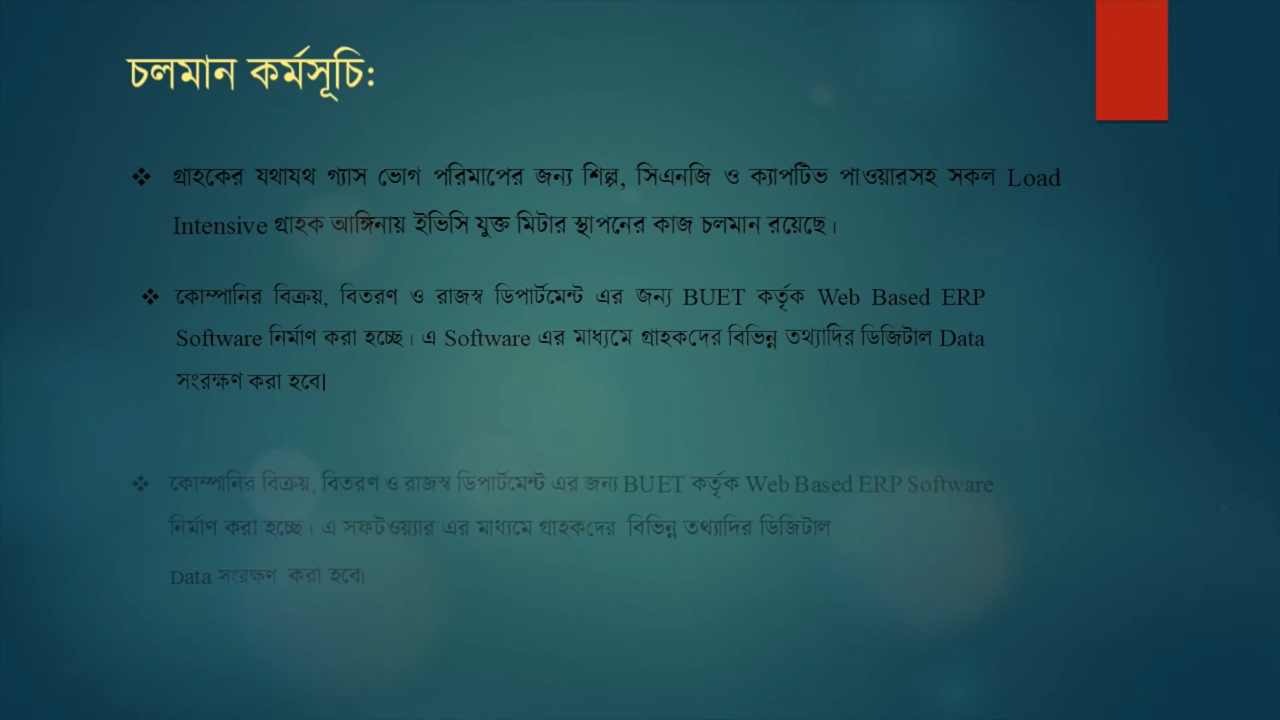 চলমান কর্মসূচি:
❖ গ্রাহকের যথাযথ গ্যাস ভোগ পরিমাপের জন্য শিল্প, সিএনজি ও ক্যাপটিভ পাওয়ারসহ সকল Load
Intensive গ্রাহক আঙ্গিনায় ইভিসি যুক্ত মিটার স্থাপনের কাজ চলমান রয়েছে।
❖ কোম্পানির বিক্রয়, বিতরণ ও রাজস্ব ডিপার্টমেন্ট এর জন্য BUET কর্তৃক Web Based ERP
Software নির্মাণ করা হচ্ছে। এ Software এর মাধ্যমে গ্রাহকদের বিভিন্ন তথ্যাদির ডিজিটাল Data
সংরক্ষণ করা হবে।
❖ কোম্পানির বিক্রয়, বিতরণ ও রাজস্ব ডিপার্টমেন্ট এর জন্য BUET কর্তৃক Web Based ERP Software
নির্মাণ করা হচ্ছে। এ সফটওয়্যার এর মাধ্যমে গ্রাহকদের বিভিন্ন তথ্যাদির ডিজিটাল
Data সংরক্ষণ করা হবে।